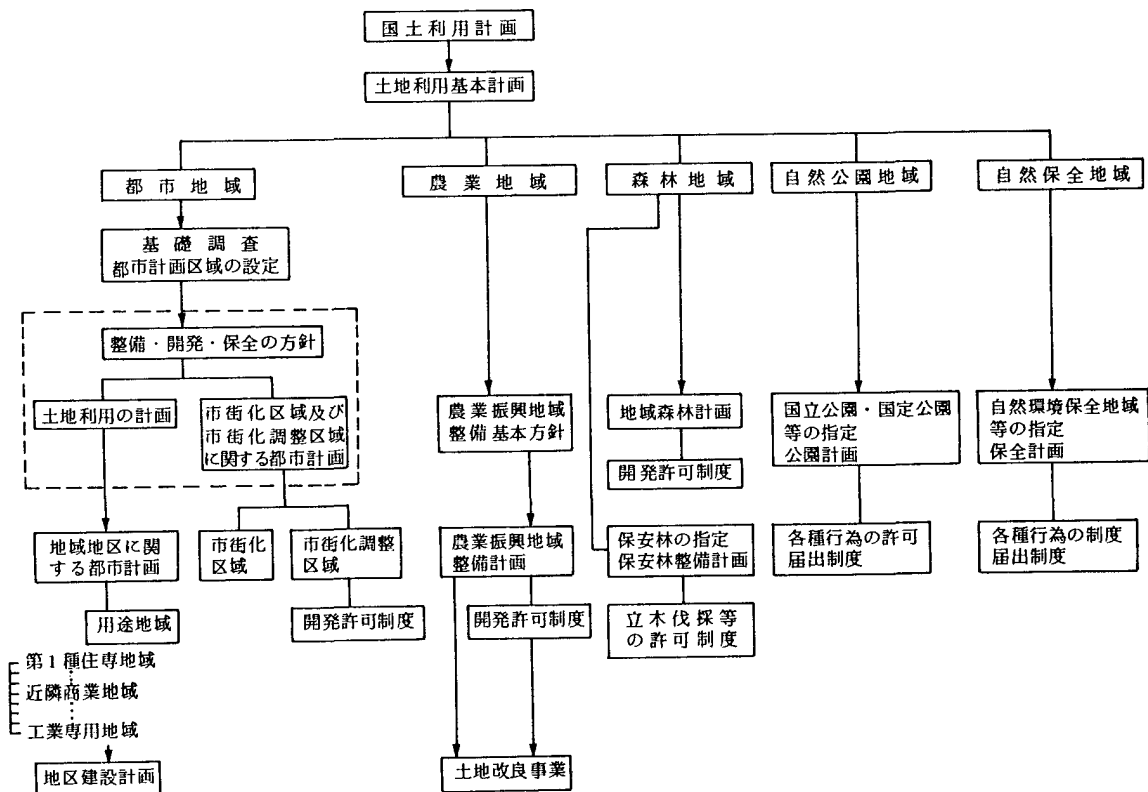 国土利用計画
土地利用基本計画
都市地域
農業地域
森林地域
自然公園地域
自然保全地域
基礎調査
都市計画区域の設定
整備・開発・保全の方針
土地利用の計画
市街化区域及び
市街化調整区域
に関する都市計画
農業振興地域
整備基本方針
地域森林計画
国立公園・国定公園
等の指定
公園計画
自然環境保全地域
等の指定
保全計画
開発許可制度
地域地区に関
する都市計画
市街化
区域
市街化調整
区域
農業振興地域
整備計画
保安林の指定
保安林整備計画
各種行為の許可
届出制度
各種行為の制度
届出制度
用途地域
開発許可制度
開発許可制度
立木伐採等
の許可制度
第1種住専地域
近隣商業地域
工業専用地域
地区建設計画
土地改良事業